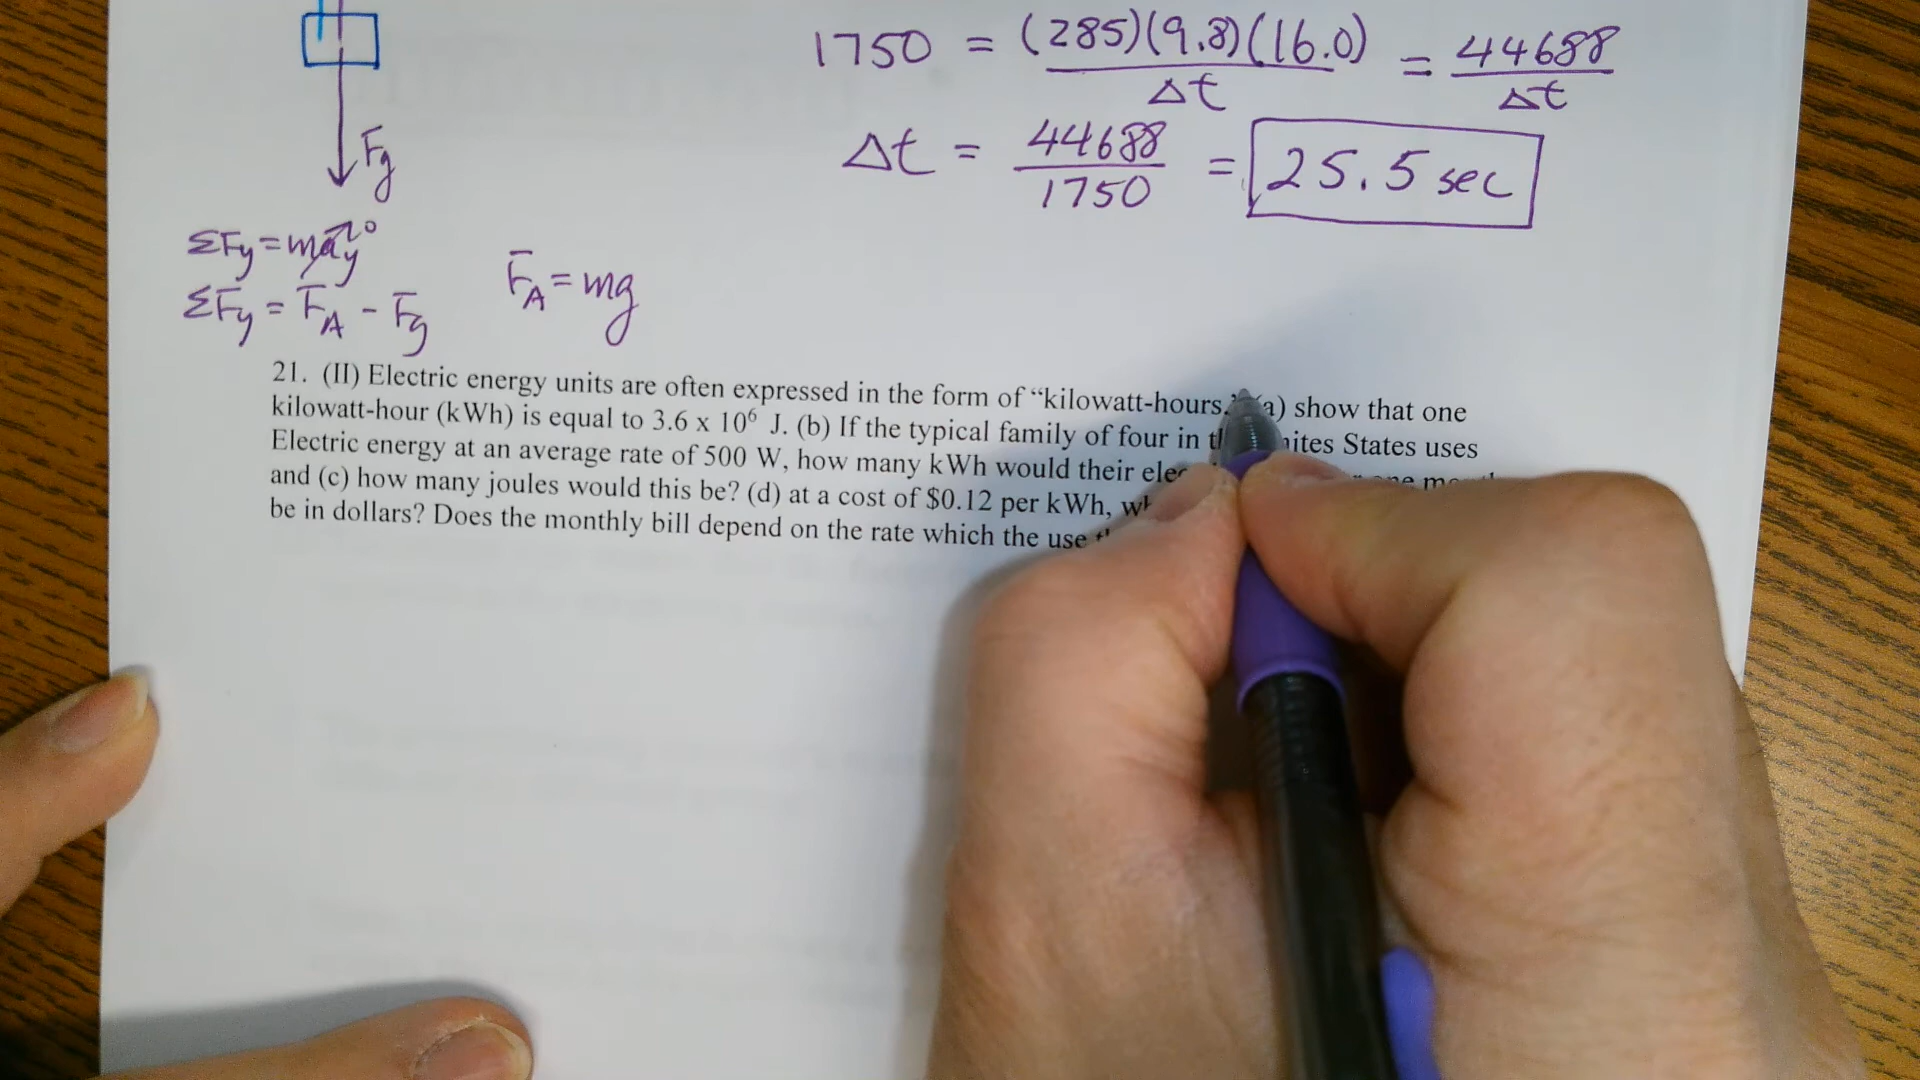 1750 = (285)(9.8)(16.0) / Δt = 44688 / Δt
Δt = 44688 / 1750 = 25.5 sec
Fg
ΣFy = may 0
ΣFy = FA - Fg
FA = mg
21. (II) Electric energy units are often expressed in the form of “kilowatt-hours.” (a) show that one
kilowatt-hour (kWh) is equal to 3.6 x 10⁶ J. (b) If the typical family of four in ites States uses
Electric energy at an average rate of 500 W, how many kWh would their
and (c) how many joules would this be? (d) at a cost of $0.12 per kWh,
be in dollars? Does the monthly bill depend on the rate which the use